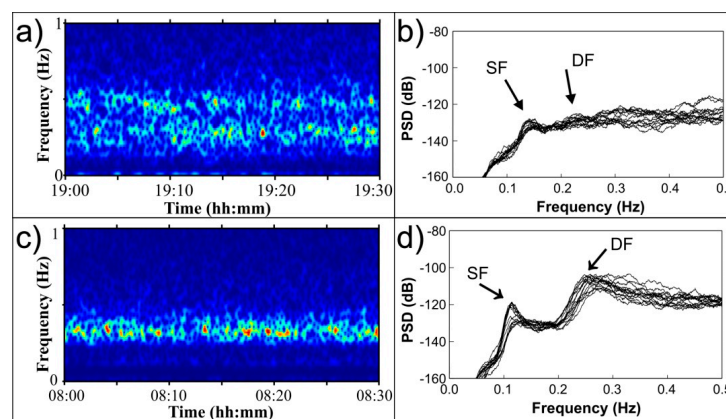 a)
1
Frequency (Hz)
0
19:00
19:10
19:20
19:30
Time (hh:mm)
b)
-80
-100
-120
-140
-160
PSD (dB)
SF
DF
0.0
0.1
0.2
0.3
0.4
0.5
Frequency (Hz)
c)
1
Frequency (Hz)
0
08:00
08:10
08:20
08:30
Time (hh:mm)
d)
-80
-100
-120
-140
-160
PSD (dB)
SF
DF
0.0
0.1
0.2
0.3
0.4
0.5
Frequency (Hz)